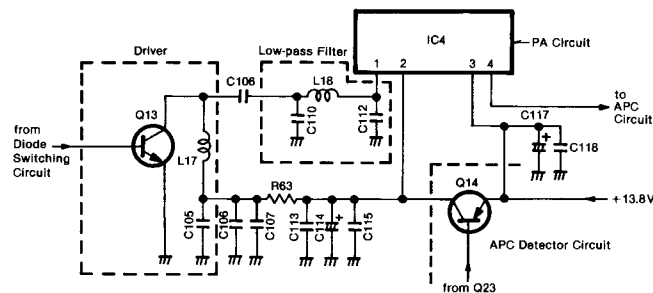 Driver
Low-pass Filter
IC4
PA Circuit
1
2
3
4
C106
L18
C110
C112
Q13
L17
from
Diode
Switching
Circuit
to
APC
Circuit
C117
+
C118
Q14
R63
+13.8V
C105
C106
C107
C113
C114
+
C115
APC Detector Circuit
from Q23